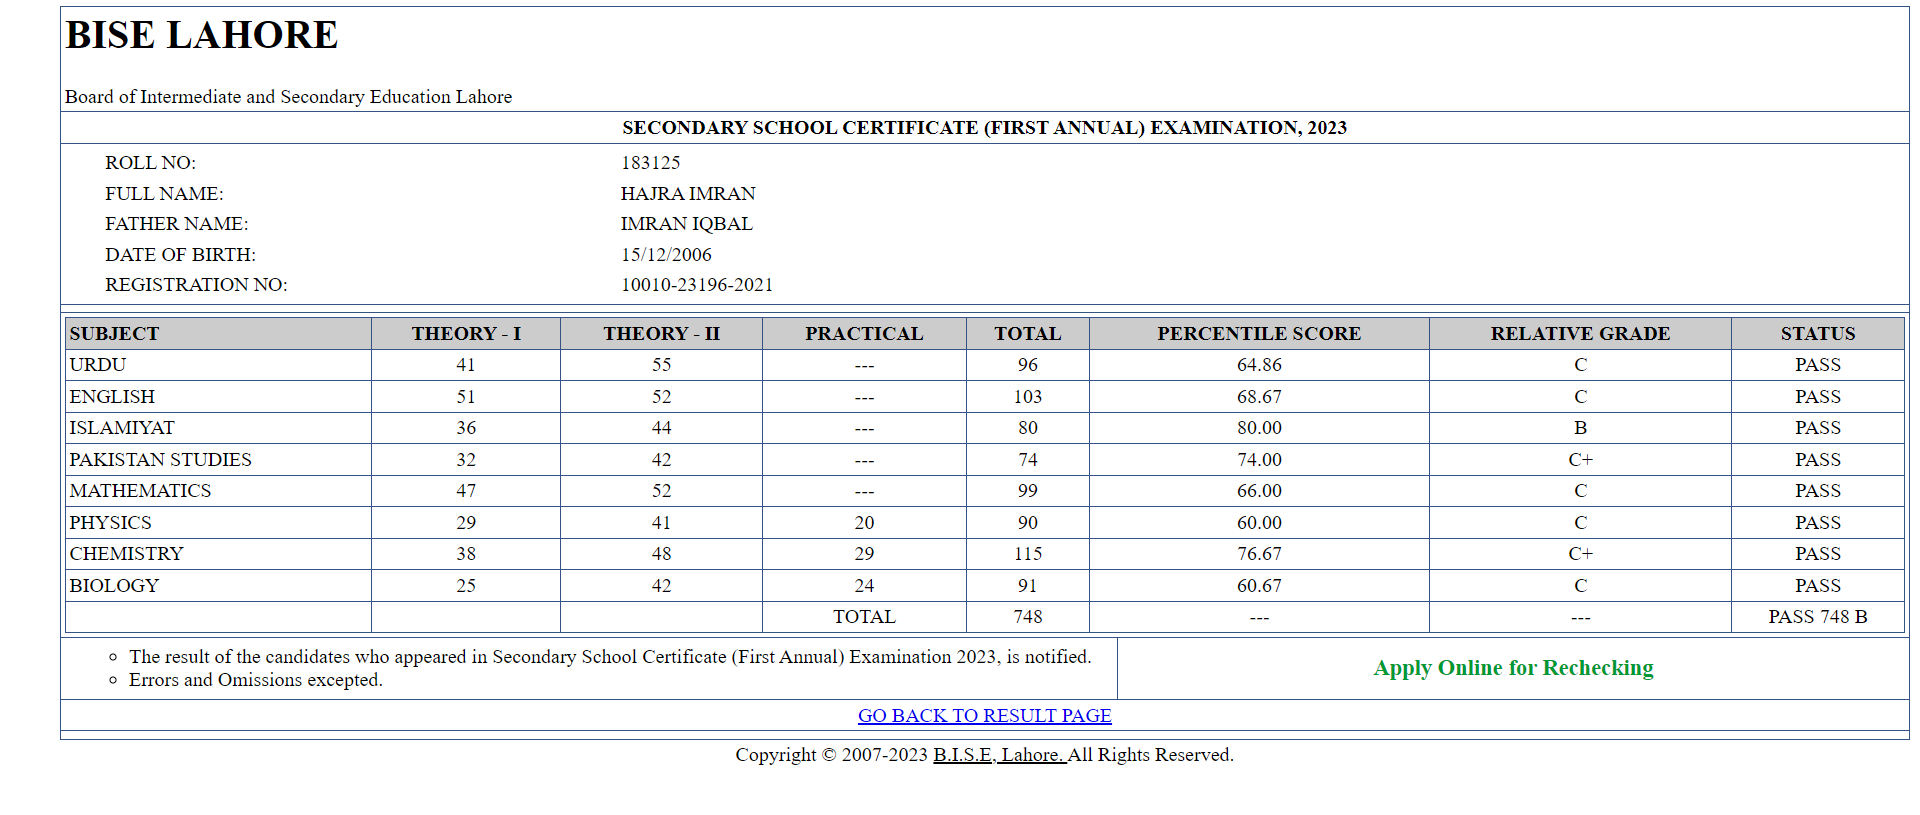 BISE LAHORE
Board of Intermediate and Secondary Education Lahore
SECONDARY SCHOOL CERTIFICATE (FIRST ANNUAL) EXAMINATION, 2023
ROLL NO: 183125
FULL NAME: HAJRA IMRAN
FATHER NAME: IMRAN IQBAL
DATE OF BIRTH: 15/12/2006
REGISTRATION NO: 10010-23196-2021
SUBJECT THEORY - I THEORY - II PRACTICAL TOTAL PERCENTILE SCORE RELATIVE GRADE STATUS
URDU 41 55 --- 96 64.86 C PASS
ENGLISH 51 52 --- 103 68.67 C PASS
ISLAMIYAT 36 44 --- 80 80.00 B PASS
PAKISTAN STUDIES 32 42 --- 74 74.00 C+ PASS
MATHEMATICS 47 52 --- 99 66.00 C PASS
PHYSICS 29 41 20 90 60.00 C PASS
CHEMISTRY 38 48 29 115 76.67 C+ PASS
BIOLOGY 25 42 24 91 60.67 C PASS
TOTAL 748 --- --- PASS 748 B
The result of the candidates who appeared in Secondary School Certificate (First Annual) Examination 2023, is notified.
Errors and Omissions excepted.
Apply Online for Rechecking
GO BACK TO RESULT PAGE
Copyright © 2007-2023 B.I.S.E, Lahore. All Rights Reserved.